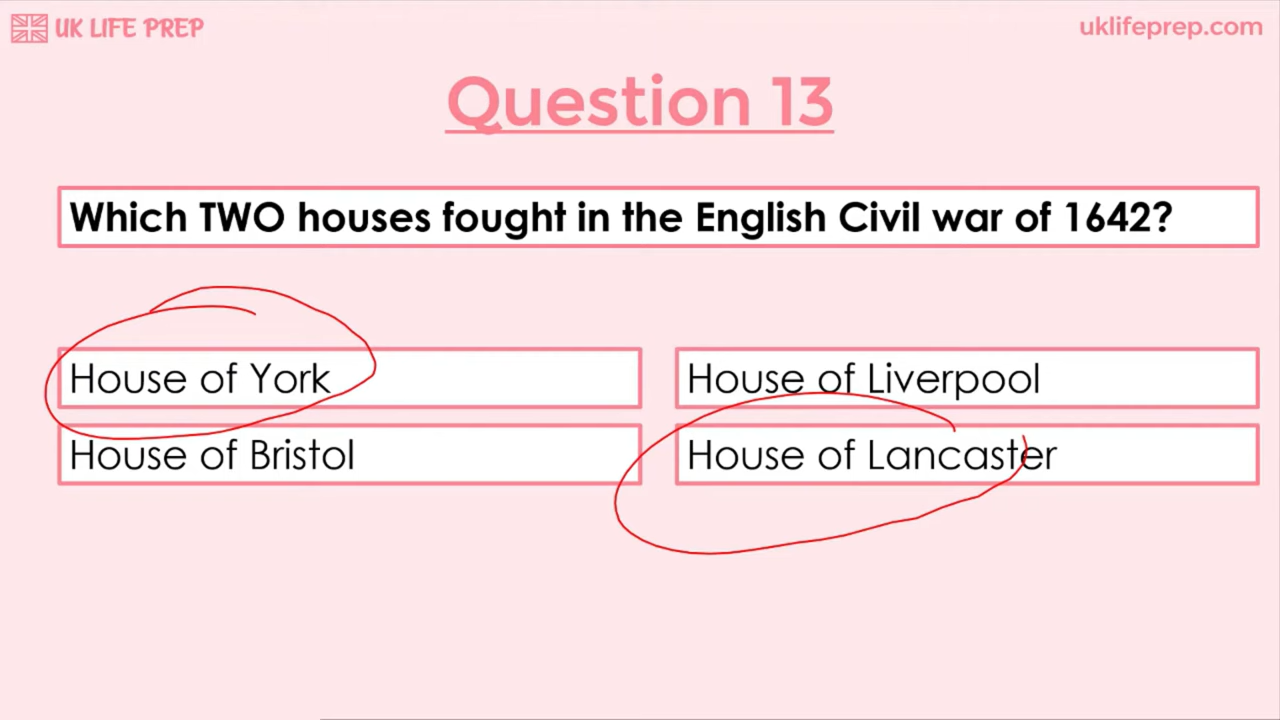 UK LIFE PREP
uklifeprep.com
Question 13
Which TWO houses fought in the English Civil war of 1642?
House of York
House of Liverpool
House of Bristol
House of Lancaster